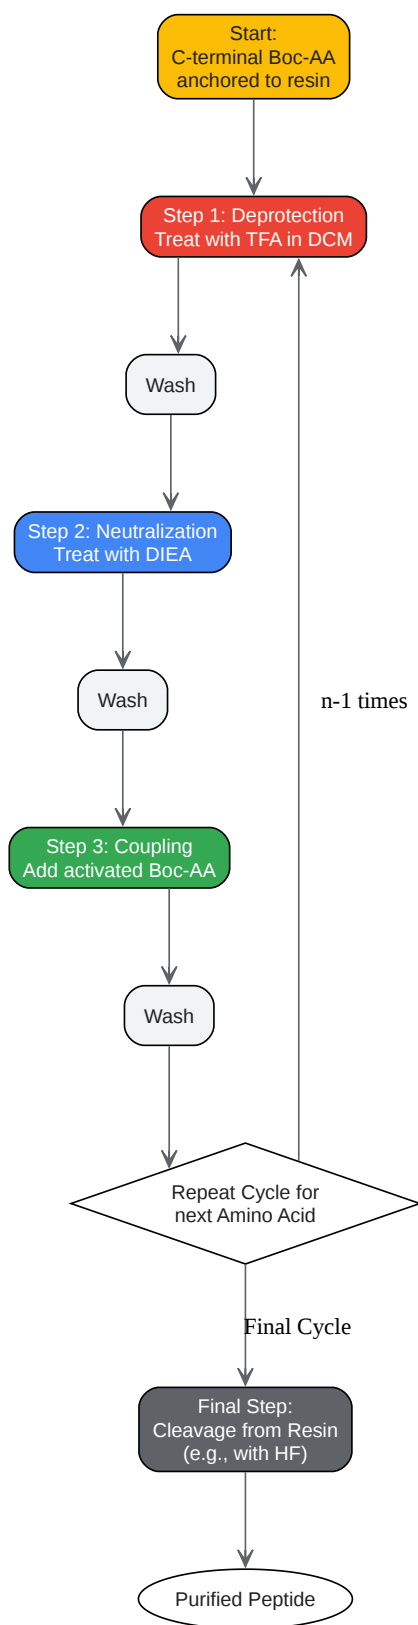 Start:
C-terminal Boc-AA
anchored to resin
Step 1: Deprotection
Treat with TFA in DCM
Wash
Step 2: Neutralization
Treat with DIEA
Wash
n-1 times
Step 3: Coupling
Add activated Boc-AA
Wash
Repeat Cycle for
next Amino Acid
Final Cycle
Final Step:
Cleavage from Resin
(e.g., with HF)
Purified Peptide